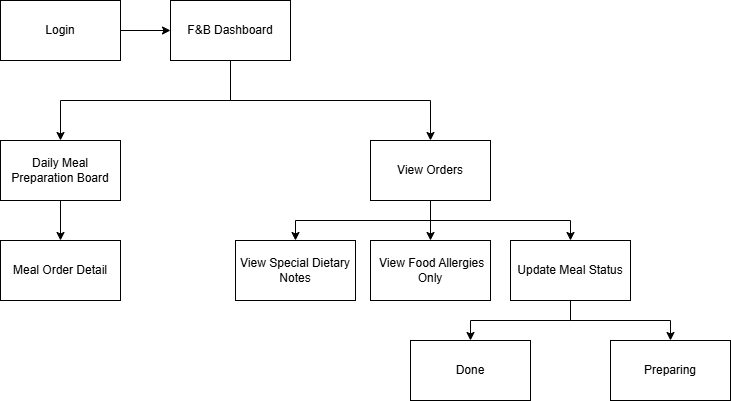 Login
F&B Dashboard
Daily Meal
Preparation Board
View Orders
Meal Order Detail
View Special Dietary
Notes
View Food Allergies
Only
Update Meal Status
Done
Preparing